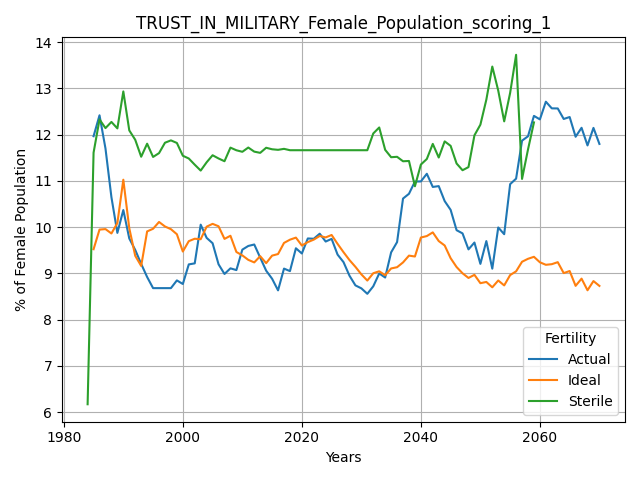 TRUST_IN_MILITARY_Female_Population_scoring_1
% of Female Population
14
13
12
11
10
9
8
7
6
1980 2000 2020 2040 2060
Years
Fertility
Actual
Ideal
Sterile